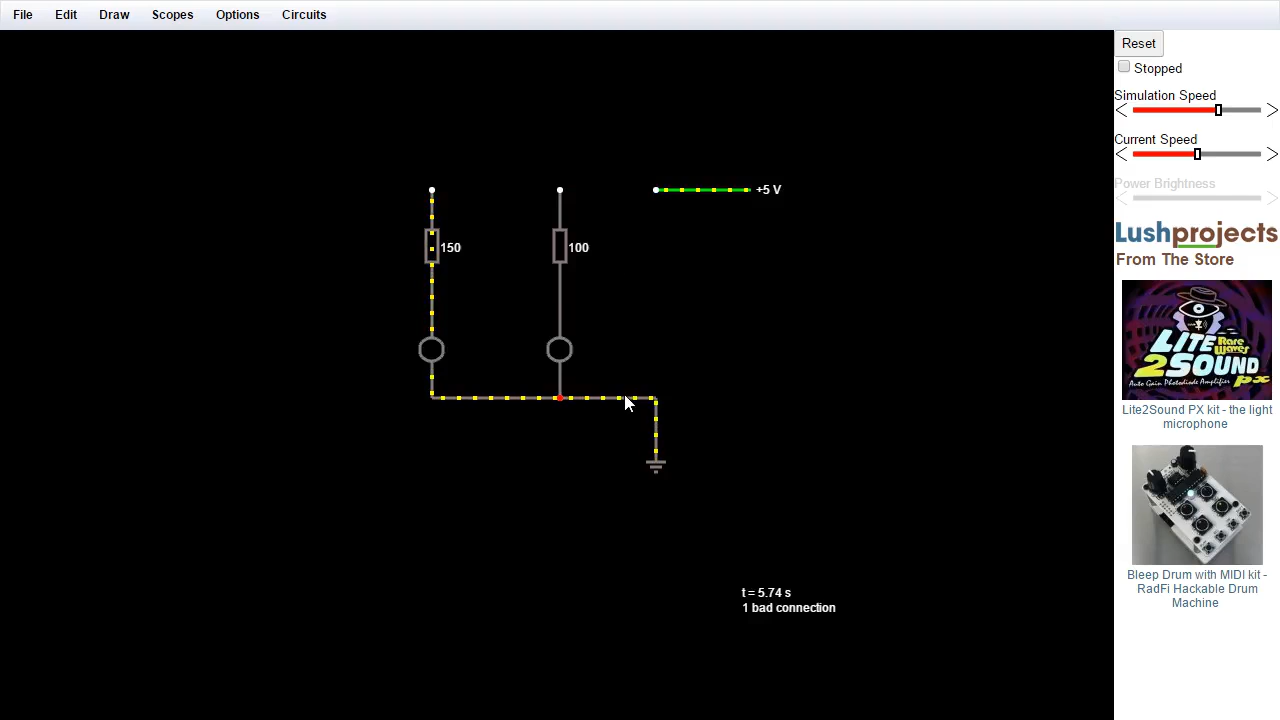 File Edit Draw Scopes Options Circuits
Reset
Stopped
Simulation Speed
Current Speed
Power Brightness
Lushprojects
From The Store
+5 V
150
100
LITE
Rare
Waves
2SOUND
px
Auto Gain Photodiode Amplifier
Lite2Sound PX kit - the light
microphone
Bleep Drum with MIDI kit -
RadFi Hackable Drum
Machine
t = 5.74 s
1 bad connection